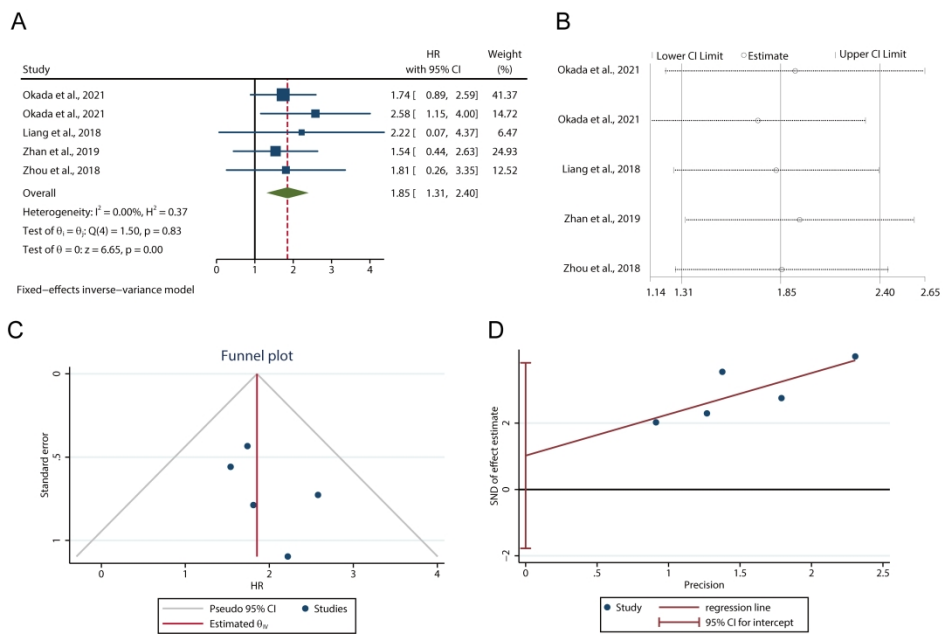 A
HR Weight
Study with 95% CI (%)
Okada et al., 2021 1.74 [ 0.89, 2.59] 41.37
Okada et al., 2021 2.58 [ 1.15, 4.00] 14.72
Liang et al., 2018 2.22 [ 0.07, 4.37] 6.47
Zhan et al., 2019 1.54 [ 0.44, 2.63] 24.93
Zhou et al., 2018 1.81 [ 0.26, 3.35] 12.52
Overall 1.85 [ 1.31, 2.40]
Heterogeneity: I² = 0.00%, H² = 0.37
Test of θᵢ = θⱼ: Q(4) = 1.50, p = 0.83
Test of θ = 0: z = 6.65, p = 0.00
0 1 2 3 4
Fixed−effects inverse−variance model
B
Lower CI Limit Estimate Upper CI Limit
Okada et al., 2021
Okada et al., 2021
Liang et al., 2018
Zhan et al., 2019
Zhou et al., 2018
1.14 1.31 1.85 2.40 2.65
C
Funnel plot
Standard error
0
.5
1
0 1 2 3 4
HR
Pseudo 95% CI Studies
Estimated θIV
D
SND of effect estimate
2
0
−2
0 .5 1 1.5 2 2.5
Precision
Study regression line
95% CI for intercept